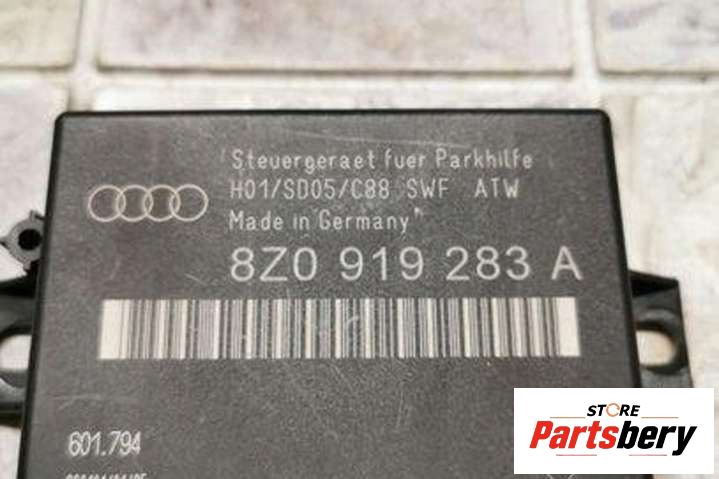 Steuergeraet fuer Parkhilfe
H01/SD05/C88 SWF ATW
Made in Germany
8Z0 919 283 A
601.794
STORE
Partsbery